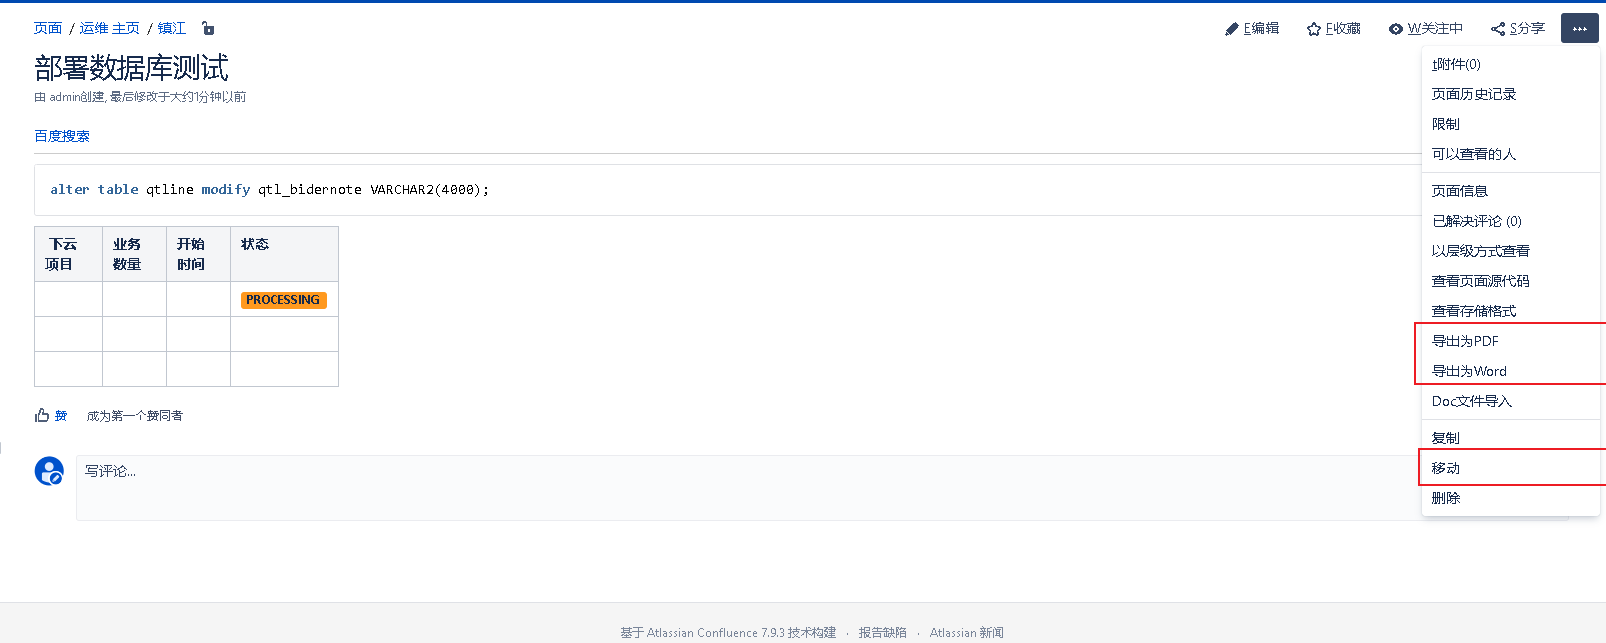 页面 / 运维 主页 / 镇江
E编辑 F收藏 W关注中 S分享 ···
部署数据库测试
由 admin创建, 最后修改于大约1分钟以前
百度搜索
alter table qtline modify qtl_bidernote VARCHAR2(4000);
下云项目 业务数量 开始时间 状态
PROCESSING
赞 成为第一个赞同者
写评论...
t附件(0)
页面历史记录
限制
可以查看的人
页面信息
已解决评论 (0)
以层级方式查看
查看页面源代码
查看存储格式
导出为PDF
导出为Word
Doc文件导入
复制
移动
删除
基于 Atlassian Confluence 7.9.3 技术构建 · 报告缺陷 · Atlassian 新闻